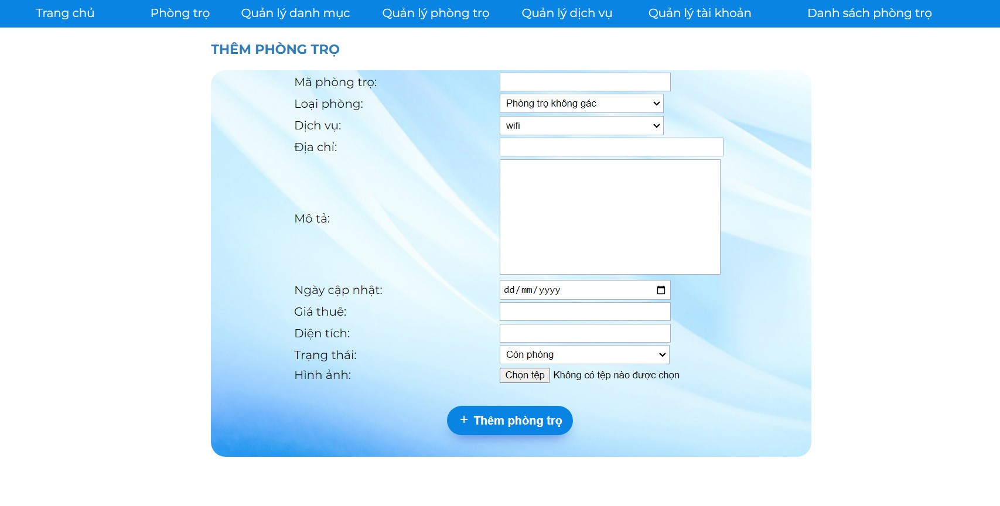 Trang chủ Phòng trọ Quản lý danh mục Quản lý phòng trọ Quản lý dịch vụ Quản lý tài khoản Danh sách phòng trọ
THÊM PHÒNG TRỌ
Mã phòng trọ:
Loại phòng: Phòng trọ không gác
Dịch vụ: wifi
Địa chỉ:
Mô tả:
Ngày cập nhật: dd/mm/yyyy
Giá thuê:
Diện tích:
Trạng thái: Còn phòng
Hình ảnh: Chọn tệp Không có tệp nào được chọn
+ Thêm phòng trọ